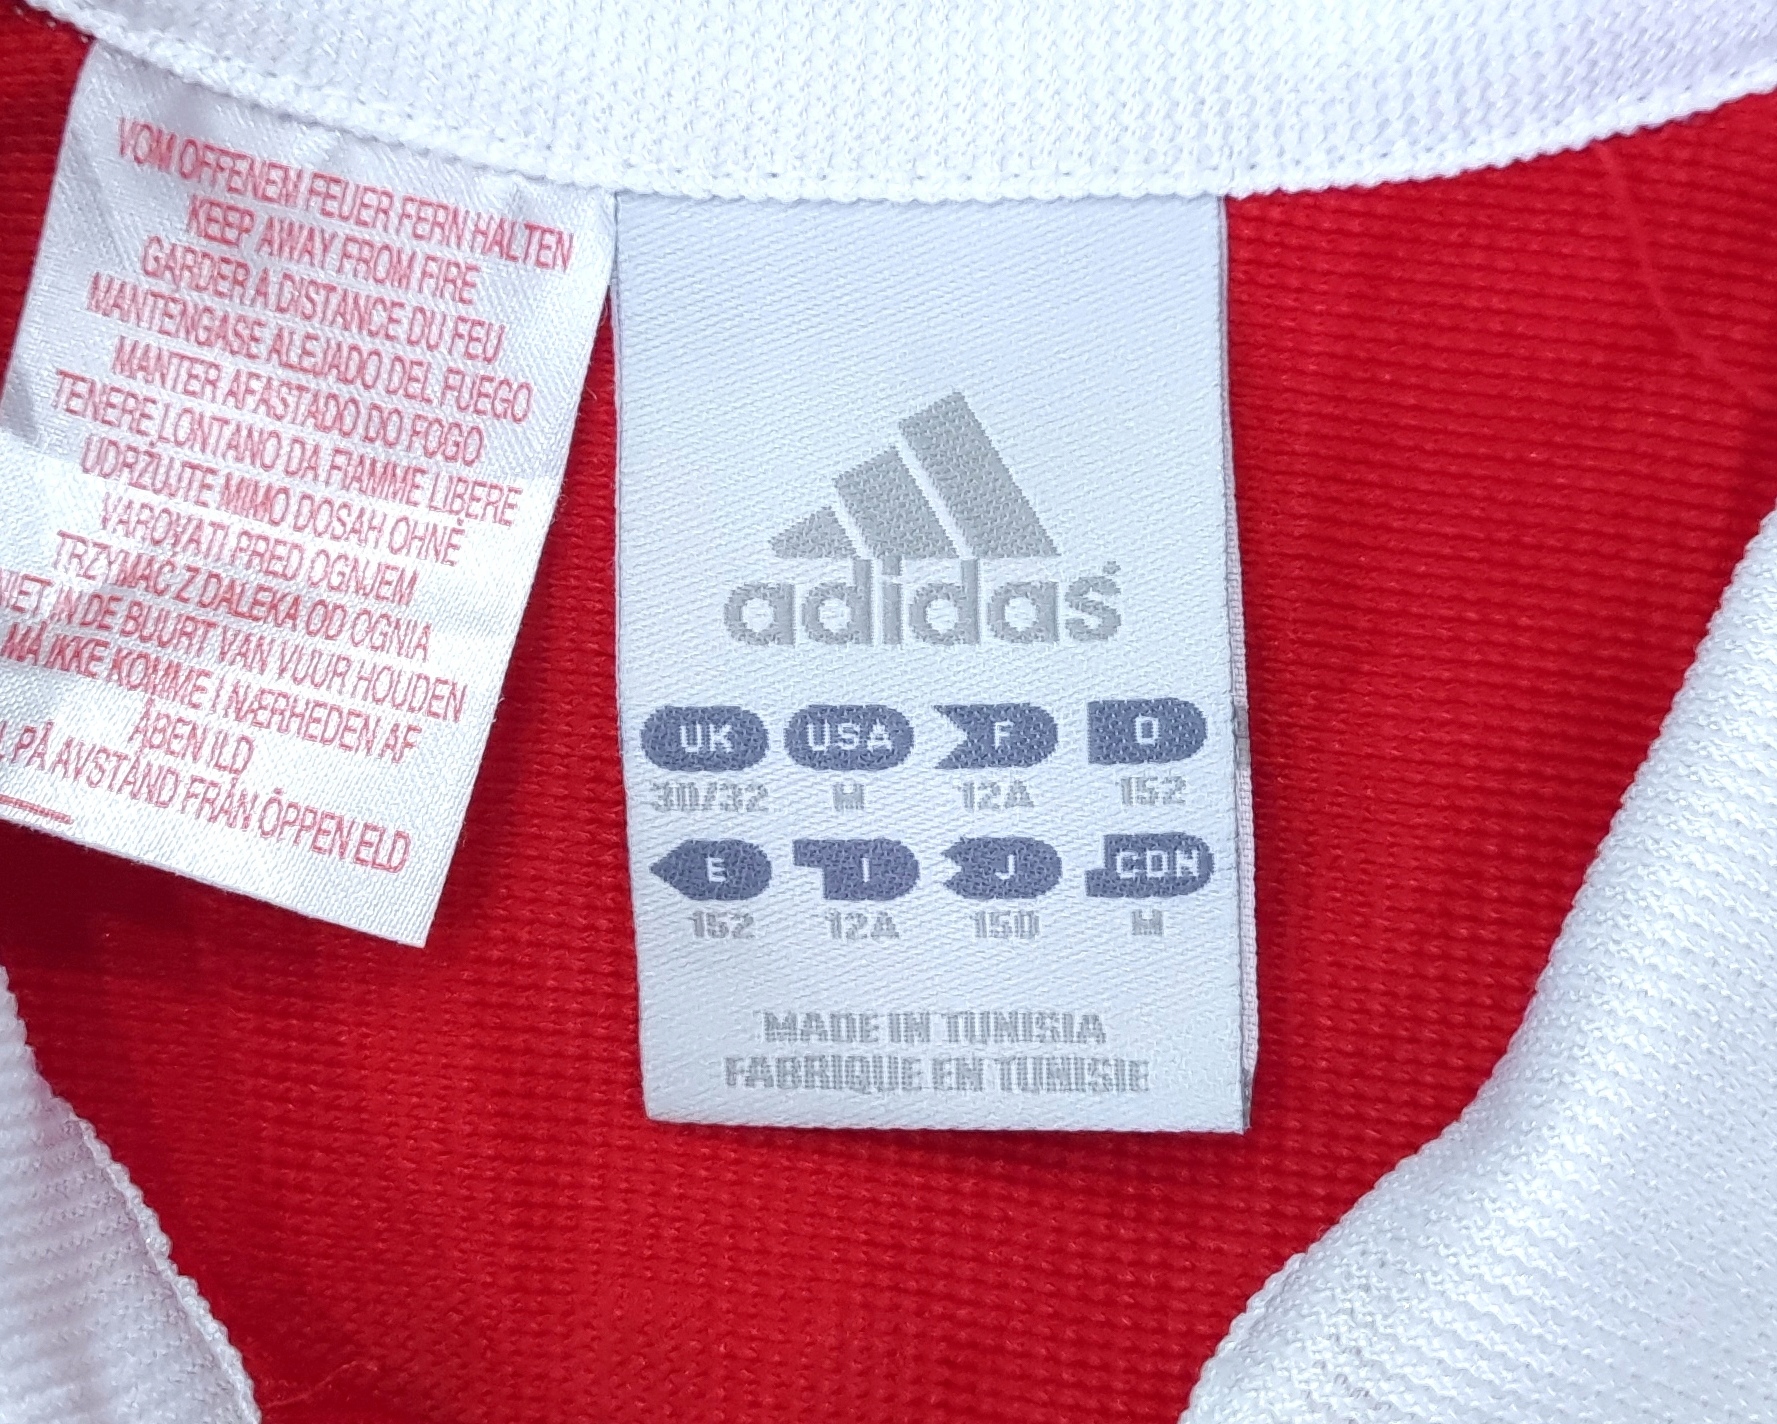 VOM OFFENEM FEUER FERN HALTEN
KEEP AWAY FROM FIRE
GARDER A DISTANCE DU FEU
MANTENGASE ALEJADO DEL FUEGO
MANTER AFASTADO DO FOGO
TENERE LONTANO DA FIAMME LIBERE
UDRŽUJTE MIMO DOSAH OHNĚ
VAROVATI PRED OGNJEM
TRZYMAC Z DALEKA OD OGNIA
IN DE BUURT VAN VUUR HOUDEN
MÅ IKKE KOMME I NÆRHEDEN AF
ÅBEN ILD
PÅ AVSTÅND FRÅN ÖPPEN ELD
adidas
UK USA F D
30/32 M 12A 152
E I J CDN
152 12A 150 M
MADE IN TUNISIA
FABRIQUE EN TUNISIE